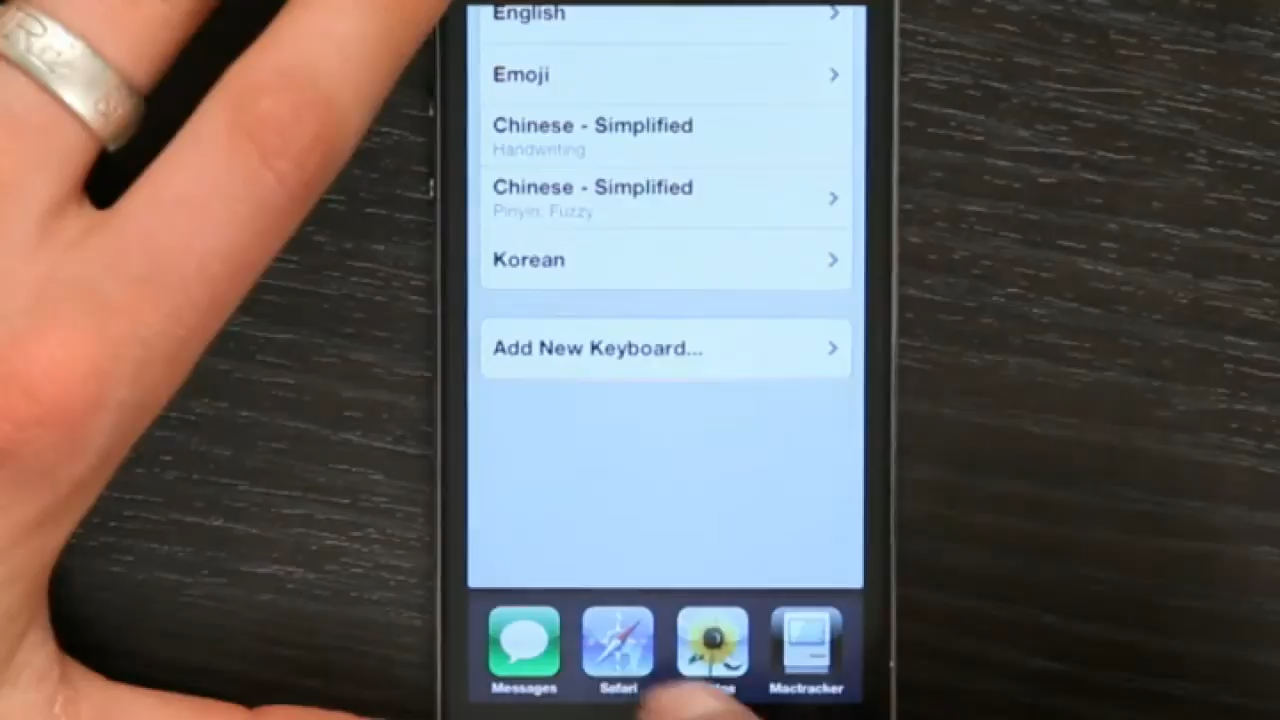 English
Emoji
Chinese - Simplified
Handwriting
Chinese - Simplified
Pinyin: Fuzzy
Korean
Add New Keyboard...
Messages
Safari
Mactracker